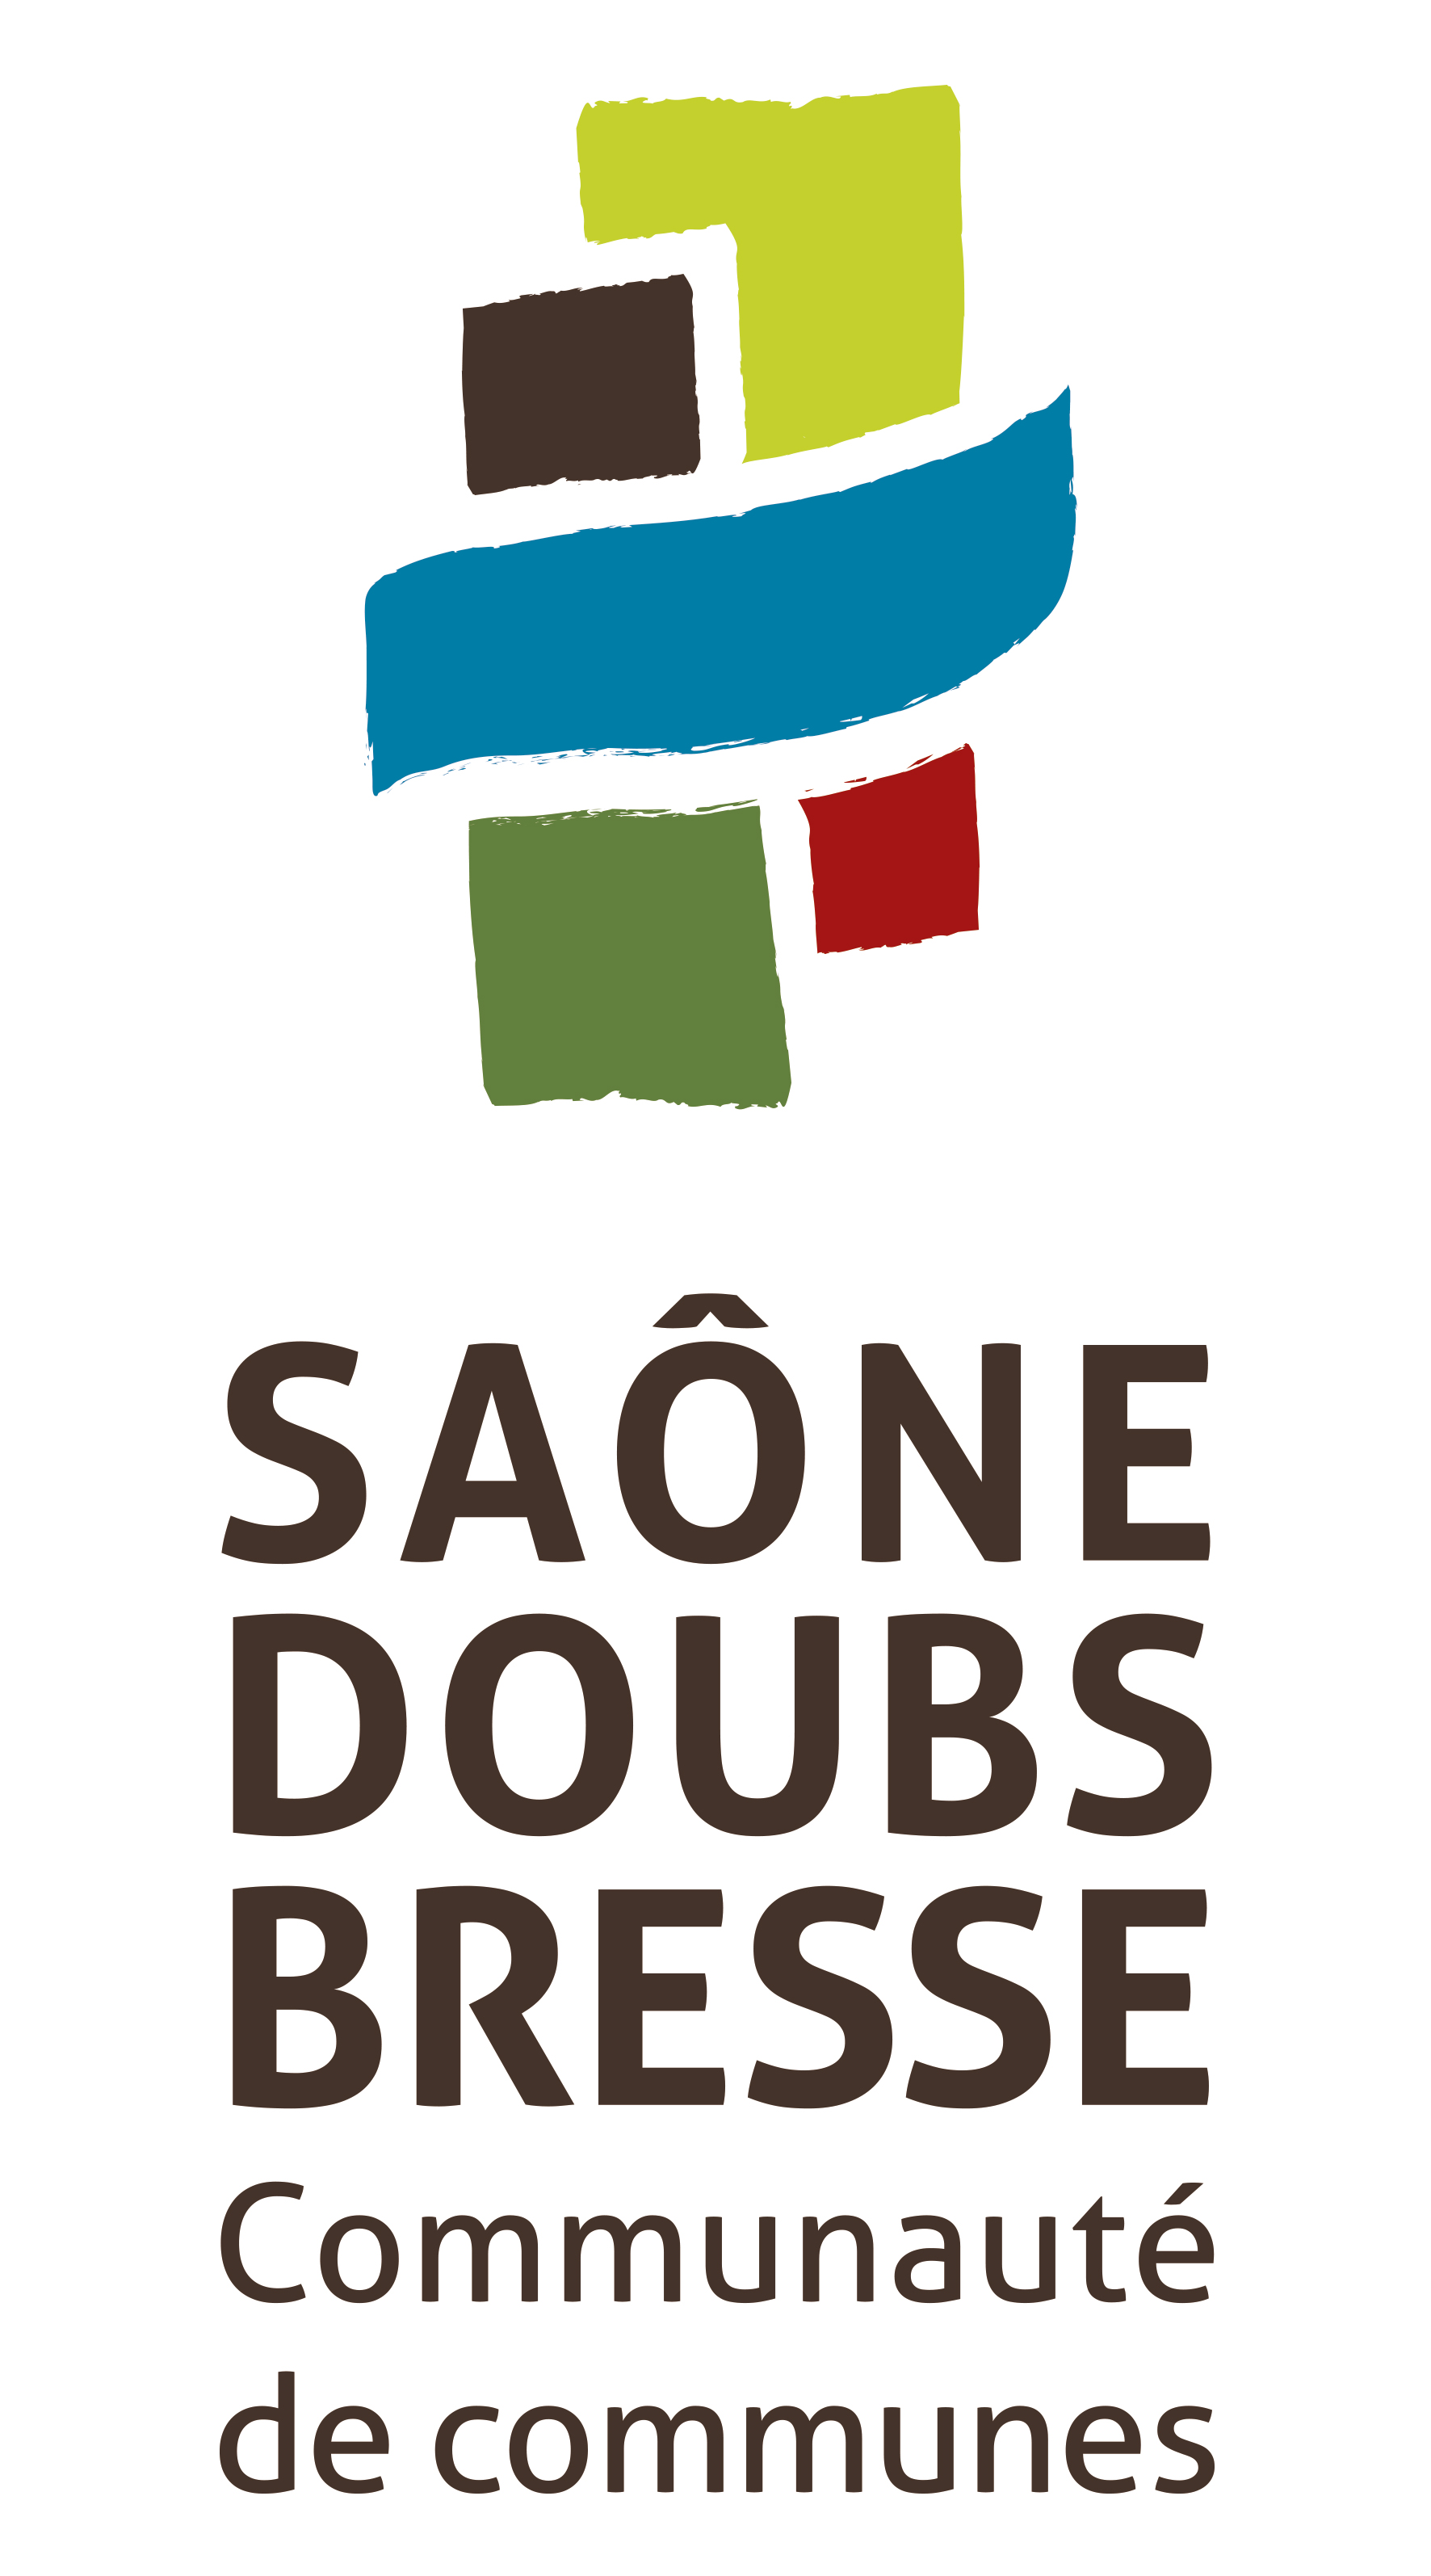 SAÔNE
DOUBS
BRESSE
Communauté
de communes